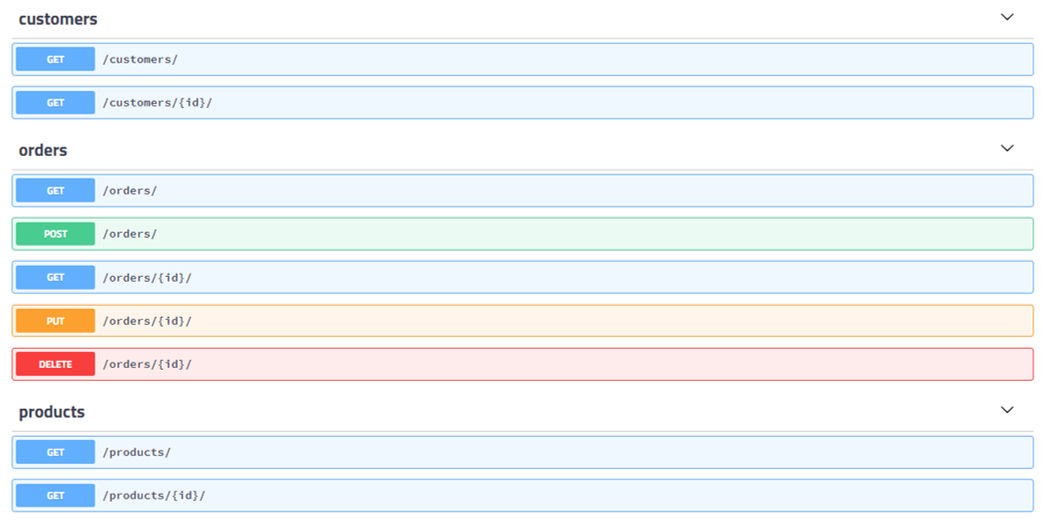 customers
GET /customers/
GET /customers/{id}/
orders
GET /orders/
POST /orders/
GET /orders/{id}/
PUT /orders/{id}/
DELETE /orders/{id}/
products
GET /products/
GET /products/{id}/